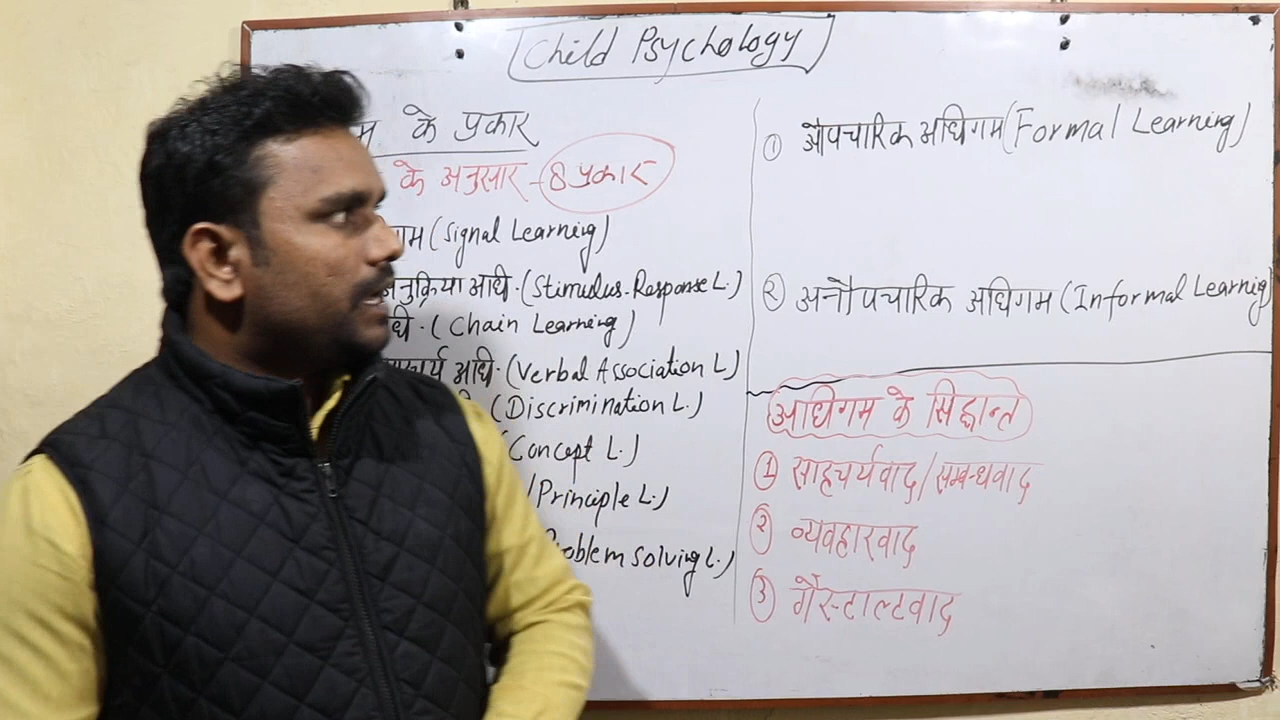 Child Psychology
म के प्रकार
के अनुसार - 8 प्रकार
गम (Signal Learning)
अनुक्रिया अधि. (Stimulus-Response L.)
धि. (Chain Learning)
अधि. (Verbal Association L)
(Discrimination L.)
(Concept L.)
/Principle L.)
Problem Solving L.)
① औपचारिक अधिगम (Formal Learning)
② अनौपचारिक अधिगम (Informal Learning)
अधिगम के सिद्धान्त
① साहचर्यवाद/सम्बन्धवाद
② व्यवहारवाद
③ गैस्टाल्टवाद